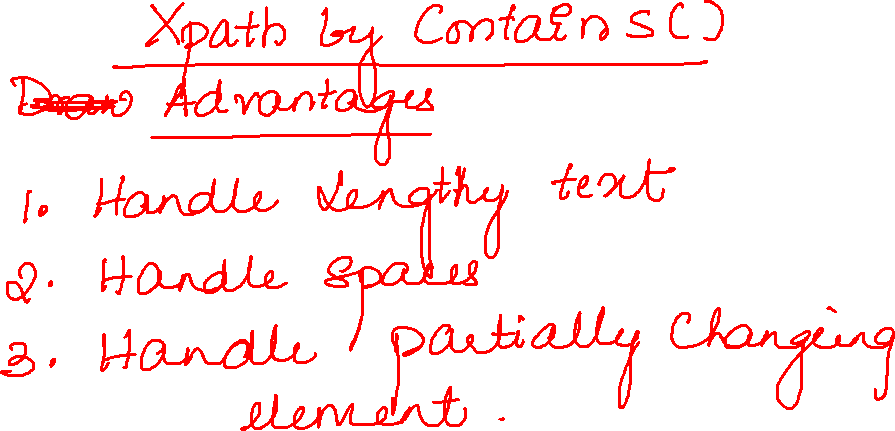 Xpath by Contains()
Advantages
1. Handle Lengthy text
2. Handle Spaces
3. Handle partially Changing
element.